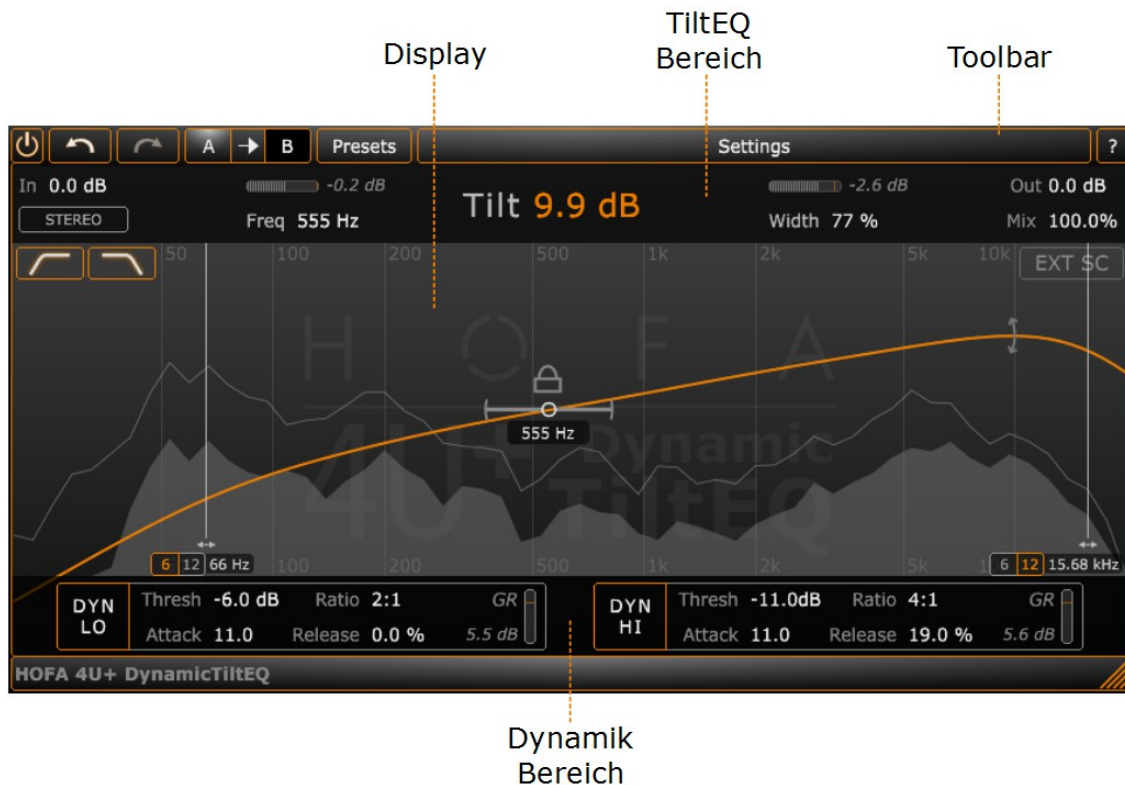 TiltEQ
Display Bereich Toolbar
A B Presets Settings ?
In 0.0 dB -0.2 dB Tilt 9.9 dB -2.6 dB Out 0.0 dB
STEREO Freq 555 Hz Width 77 % Mix 100.0%
50 100 200 500 1k 2k 5k 10k EXT SC
HOFA
555 Hz
4U+ Dynamic
TiltEQ
6 12 66 Hz 100 200 500 1k 2k 5k 6 12 15.68 kHz
DYN LO Thresh -6.0 dB Ratio 2:1 GR
Attack 11.0 Release 0.0 % 5.5 dB
DYN HI Thresh -11.0dB Ratio 4:1 GR
Attack 11.0 Release 19.0 % 5.6 dB
HOFA 4U+ DynamicTiltEQ
Dynamik
Bereich